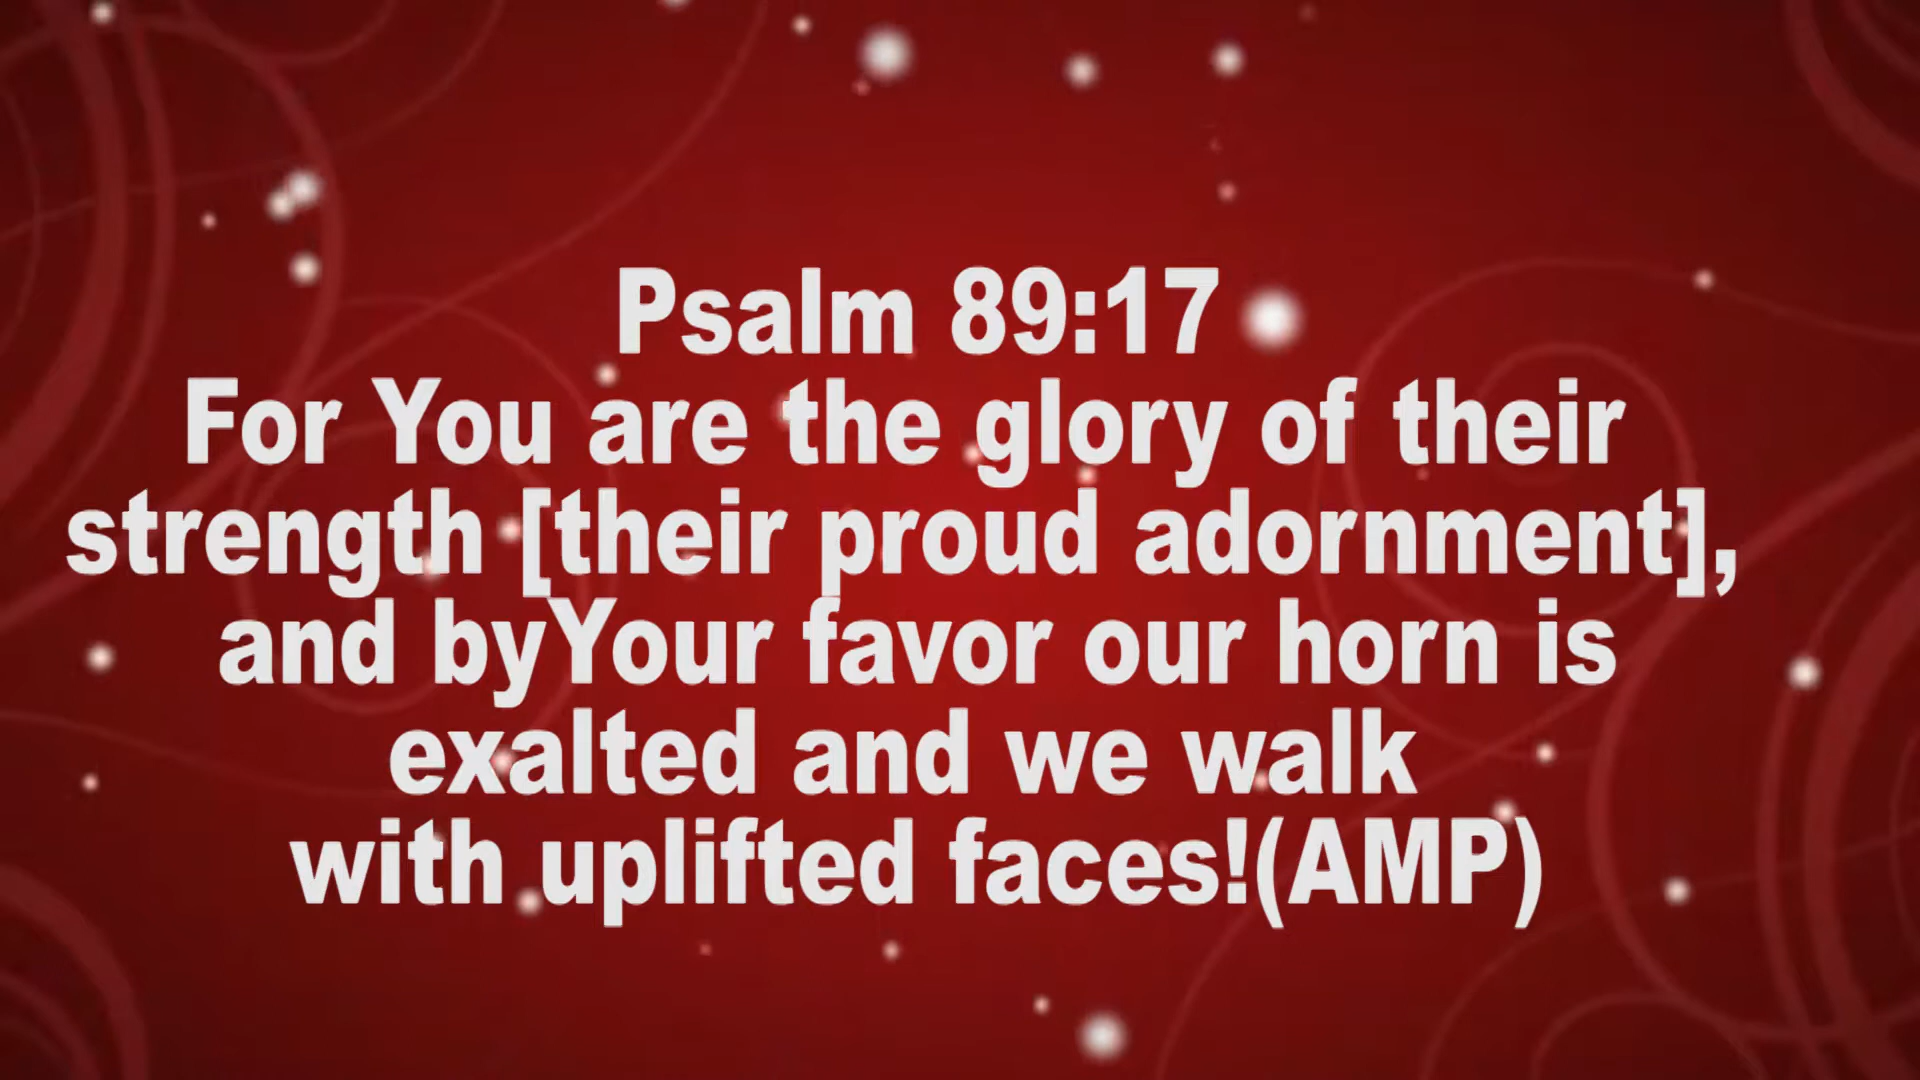 Psalm 89:17
For You are the glory of their
strength [their proud adornment],
and byYour favor our horn is
exalted and we walk
with uplifted faces!(AMP)